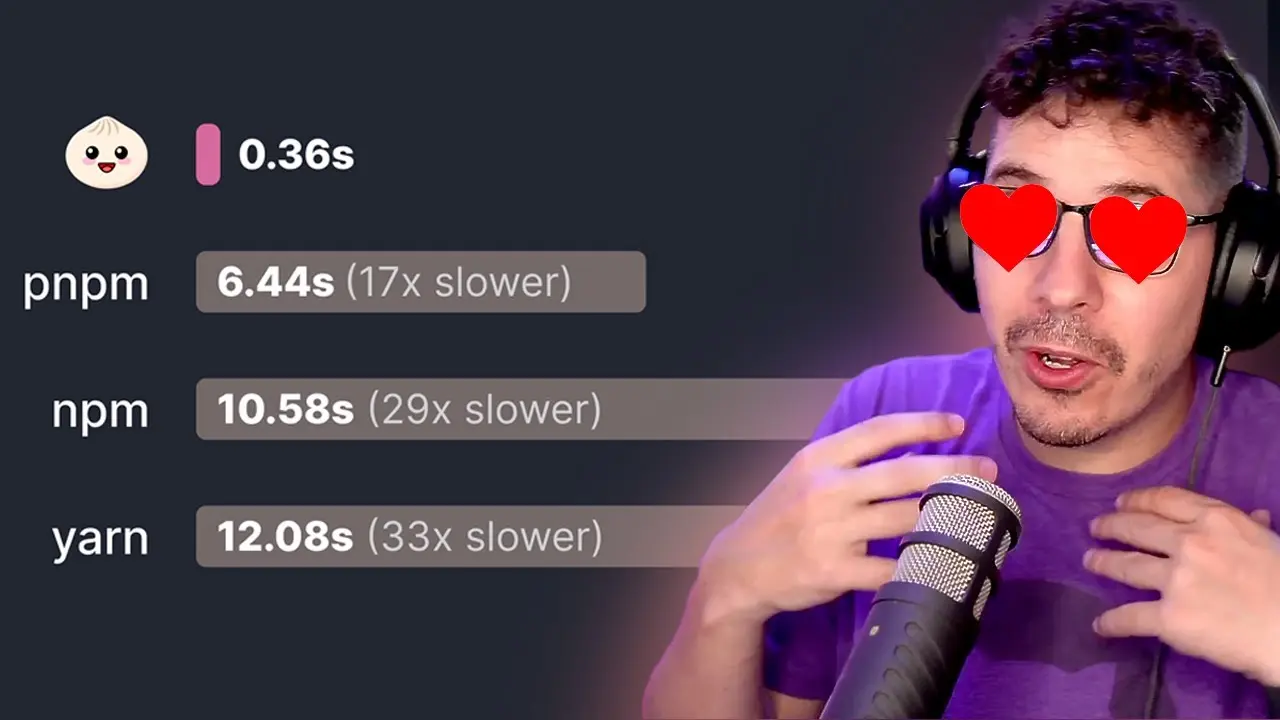 0.36s
pnpm 6.44s (17x slower)
npm 10.58s (29x slower)
yarn 12.08s (33x slower)